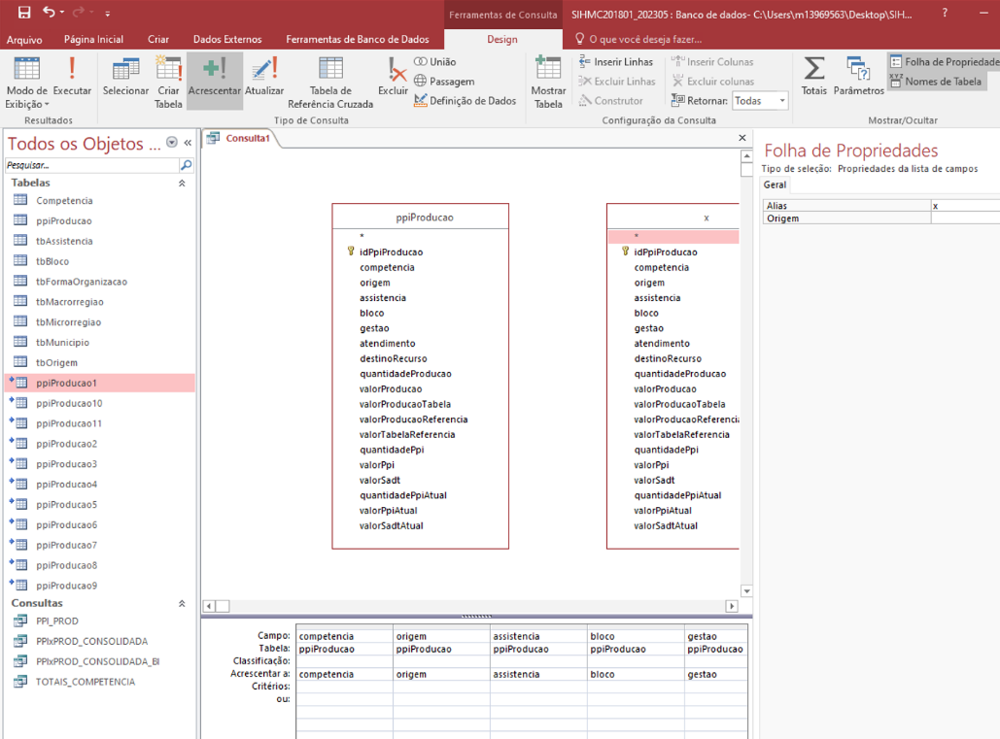 Ferramentas de Consulta
SIHMC201801_202305 : Banco de dados- C:\Users\m13969563\Desktop\SIH...
?
Arquivo
Página Inicial
Criar
Dados Externos
Ferramentas de Banco de Dados
Design
O que você deseja fazer...
Modo de Exibição
Executar
Resultados
Selecionar
Criar Tabela
Acrescentar
Atualizar
Tabela de Referência Cruzada
Excluir
União
Passagem
Definição de Dados
Tipo de Consulta
Mostrar Tabela
Inserir Linhas
Excluir Linhas
Construtor
Inserir Colunas
Excluir colunas
Retornar: Todas
Configuração da Consulta
Totais
Parâmetros
Folha de Propriedade
Nomes de Tabela
Mostrar/Ocultar
Todos os Objetos ...
Pesquisar...
Tabelas
Competencia
ppiProducao
tbAssistencia
tbBloco
tbFormaOrganizacao
tbMacrorregiao
tbMicrorregiao
tbMunicipio
tbOrigem
ppiProducao1
ppiProducao10
ppiProducao11
ppiProducao2
ppiProducao3
ppiProducao4
ppiProducao5
ppiProducao6
ppiProducao7
ppiProducao8
ppiProducao9
Consultas
PPI_PROD
PPIxPROD_CONSOLIDADA
PPIxPROD_CONSOLIDADA_BI
TOTAIS_COMPETENCIA
Consulta1
ppiProducao
*
idPpiProducao
competencia
origem
assistencia
bloco
gestao
atendimento
destinoRecurso
quantidadeProducao
valorProducao
valorProducaoTabela
valorProducaoReferencia
valorTabelaReferencia
quantidadePpi
valorPpi
valorSadt
quantidadePpiAtual
valorPpiAtual
valorSadtAtual
x
*
idPpiProducao
competencia
origem
assistencia
bloco
gestao
atendimento
destinoRecurso
quantidadeProducao
valorProducao
valorProducaoTabela
valorProducaoReferencia
valorTabelaReferencia
quantidadePpi
valorPpi
valorSadt
quantidadePpiAtual
valorPpiAtual
valorSadtAtual
Campo: competencia origem assistencia bloco gestao
Tabela: ppiProducao ppiProducao ppiProducao ppiProducao ppiProducao
Classificação:
Acrescentar a: competencia origem assistencia bloco gestao
Critérios:
ou:
Folha de Propriedades
Tipo de seleção: Propriedades da lista de campos
Geral
Alias x
Origem